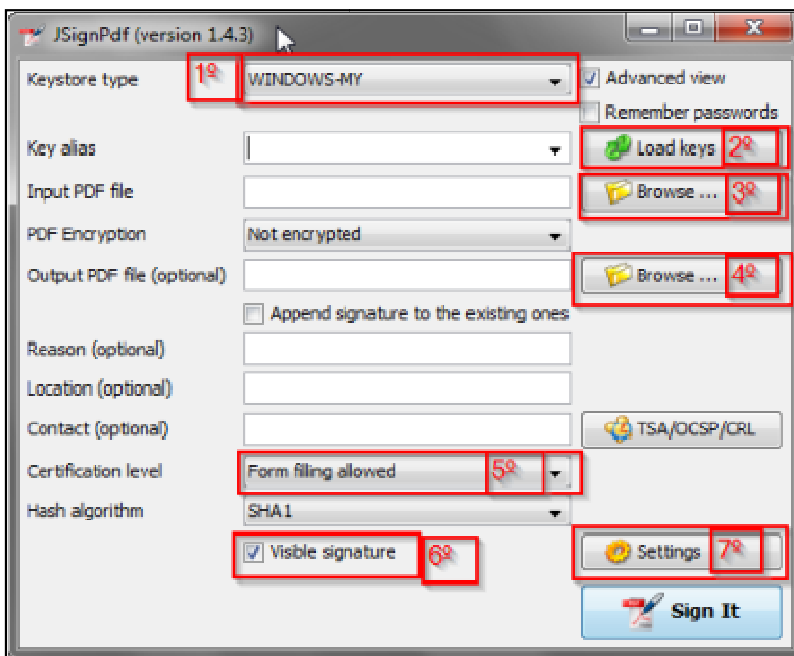 JSignPdf (version 1.4.3)
Keystore type 1º WINDOWS-MY Advanced view
Remember passwords
Key alias Load keys 2º
Input PDF file Browse ... 3º
PDF Encryption Not encrypted
Output PDF file (optional) Browse ... 4º
Append signature to the existing ones
Reason (optional)
Location (optional)
Contact (optional) TSA/OCSP/CRL
Certification level Form filling allowed 5º
Hash algorithm SHA1
Visible signature 6º Settings 7º
Sign It